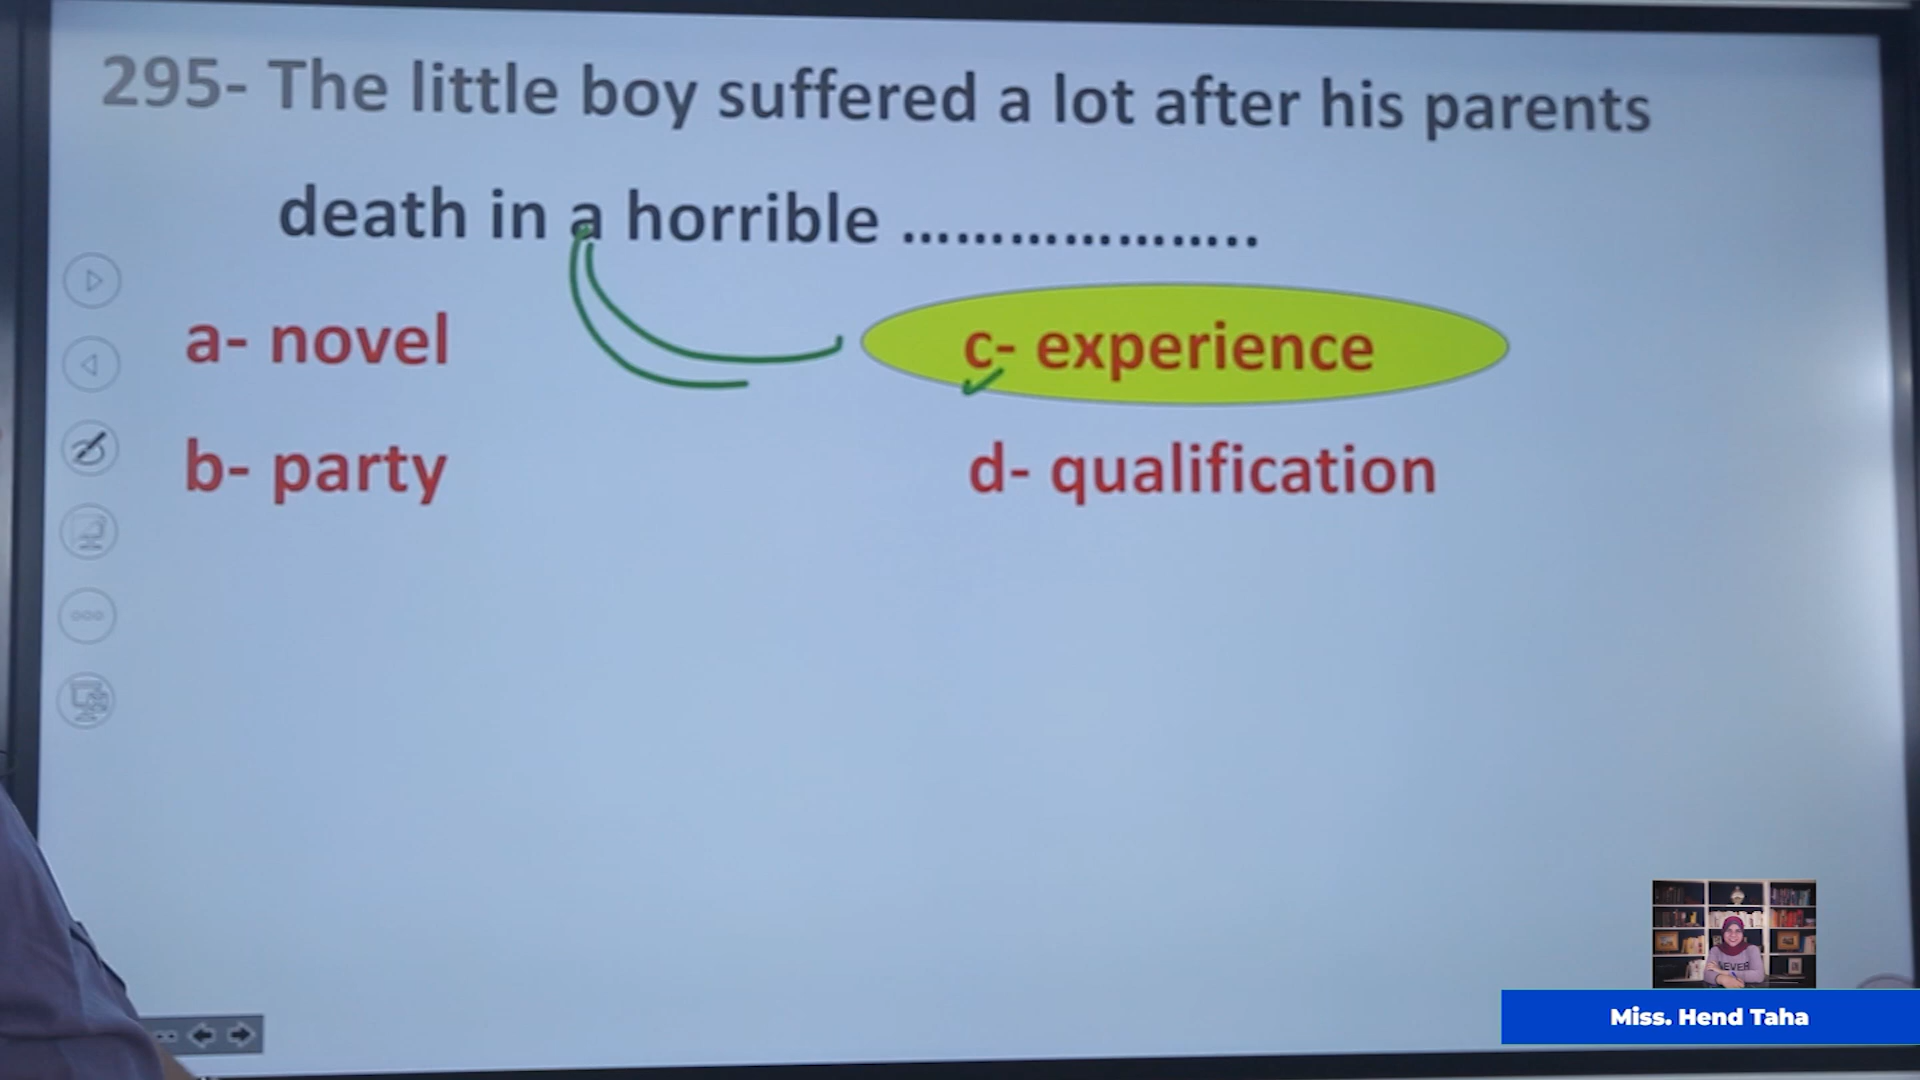 295- The little boy suffered a lot after his parents
death in a horrible .....................
a- novel
c- experience
b- party
d- qualification
NEVER
Miss. Hend Taha